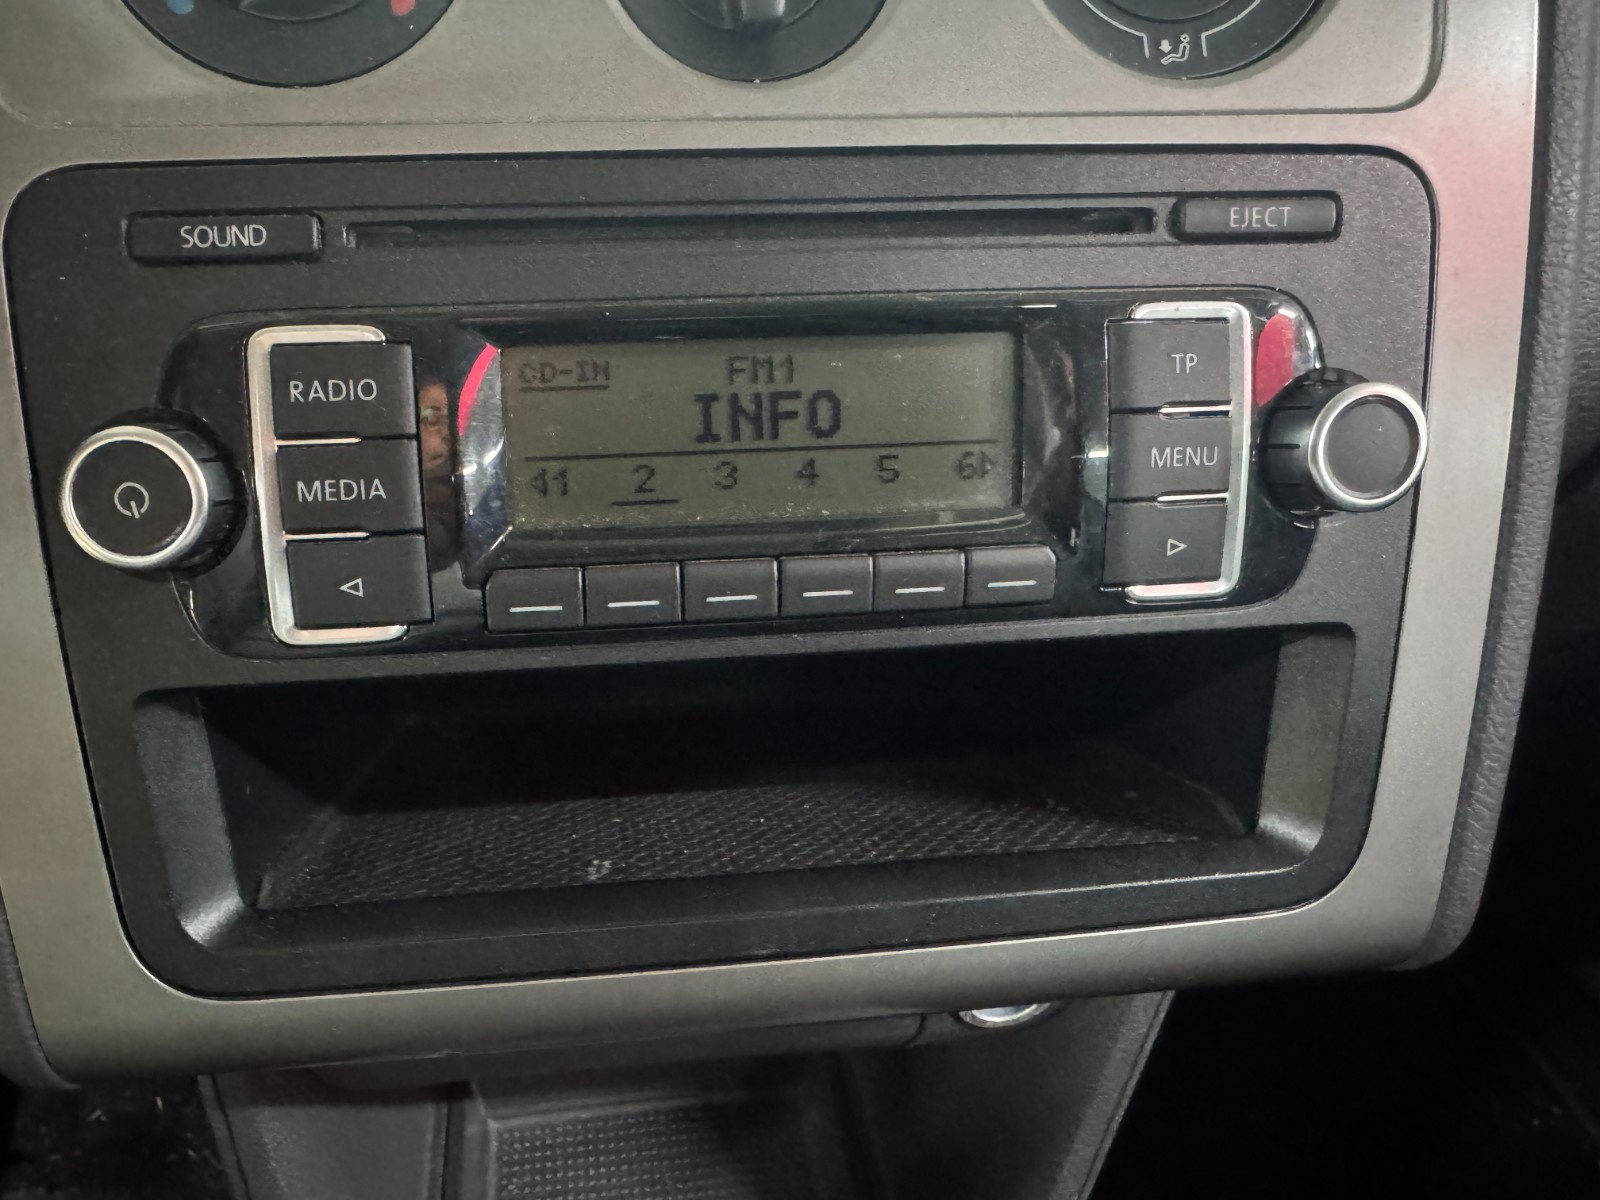 SOUND
EJECT
RADIO
MEDIA
CD-IN
FM1
INFO
1 2 3 4 5 6
TP
MENU